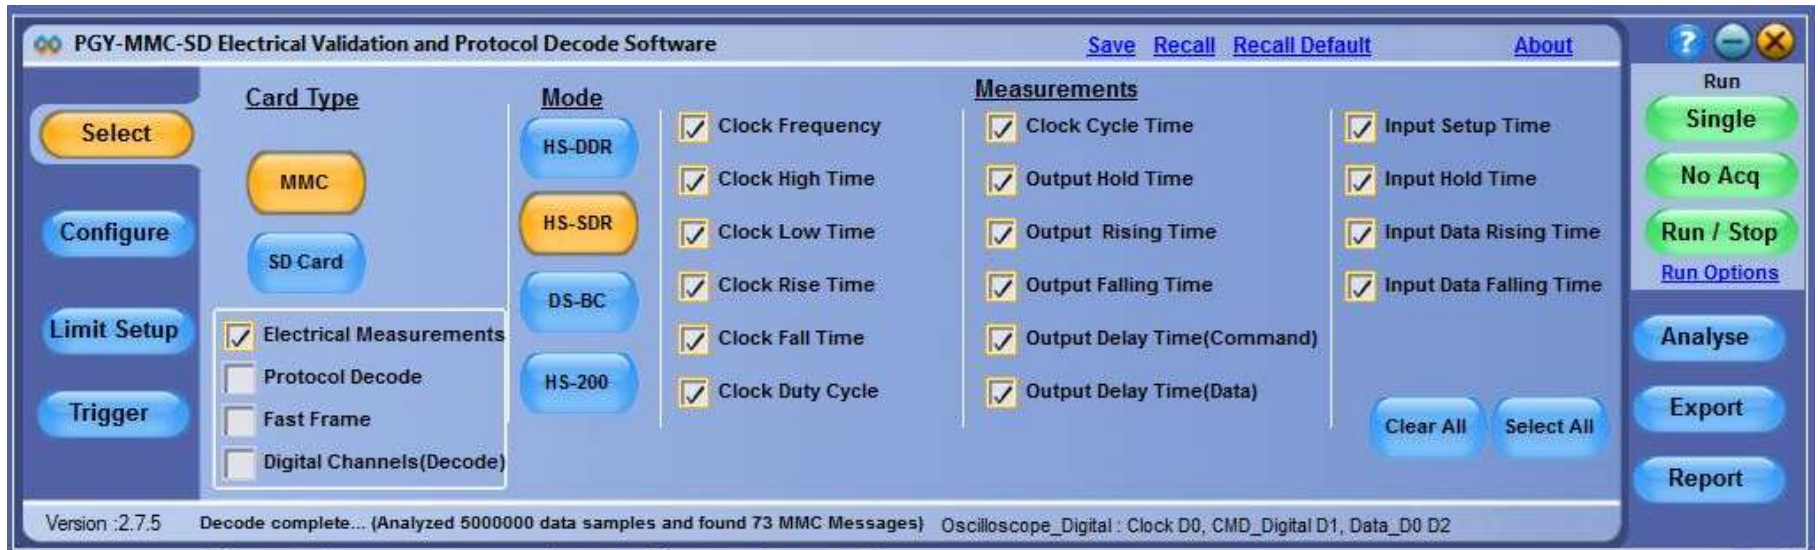 PGY-MMC-SD Electrical Validation and Protocol Decode Software
Save Recall Recall Default About
?
Select
Configure
Limit Setup
Trigger
Card Type
MMC
SD Card
Electrical Measurements
Protocol Decode
Fast Frame
Digital Channels(Decode)
Mode
HS-DDR
HS-SDR
DS-BC
HS-200
Measurements
Clock Frequency
Clock High Time
Clock Low Time
Clock Rise Time
Clock Fall Time
Clock Duty Cycle
Clock Cycle Time
Output Hold Time
Output Rising Time
Output Falling Time
Output Delay Time(Command)
Output Delay Time(Data)
Input Setup Time
Input Hold Time
Input Data Rising Time
Input Data Falling Time
Clear All
Select All
Run
Single
No Acq
Run / Stop
Run Options
Analyse
Export
Report
Version :2.7.5 Decode complete... (Analyzed 5000000 data samples and found 73 MMC Messages) Oscilloscope_Digital : Clock D0, CMD_Digital D1, Data_D0 D2